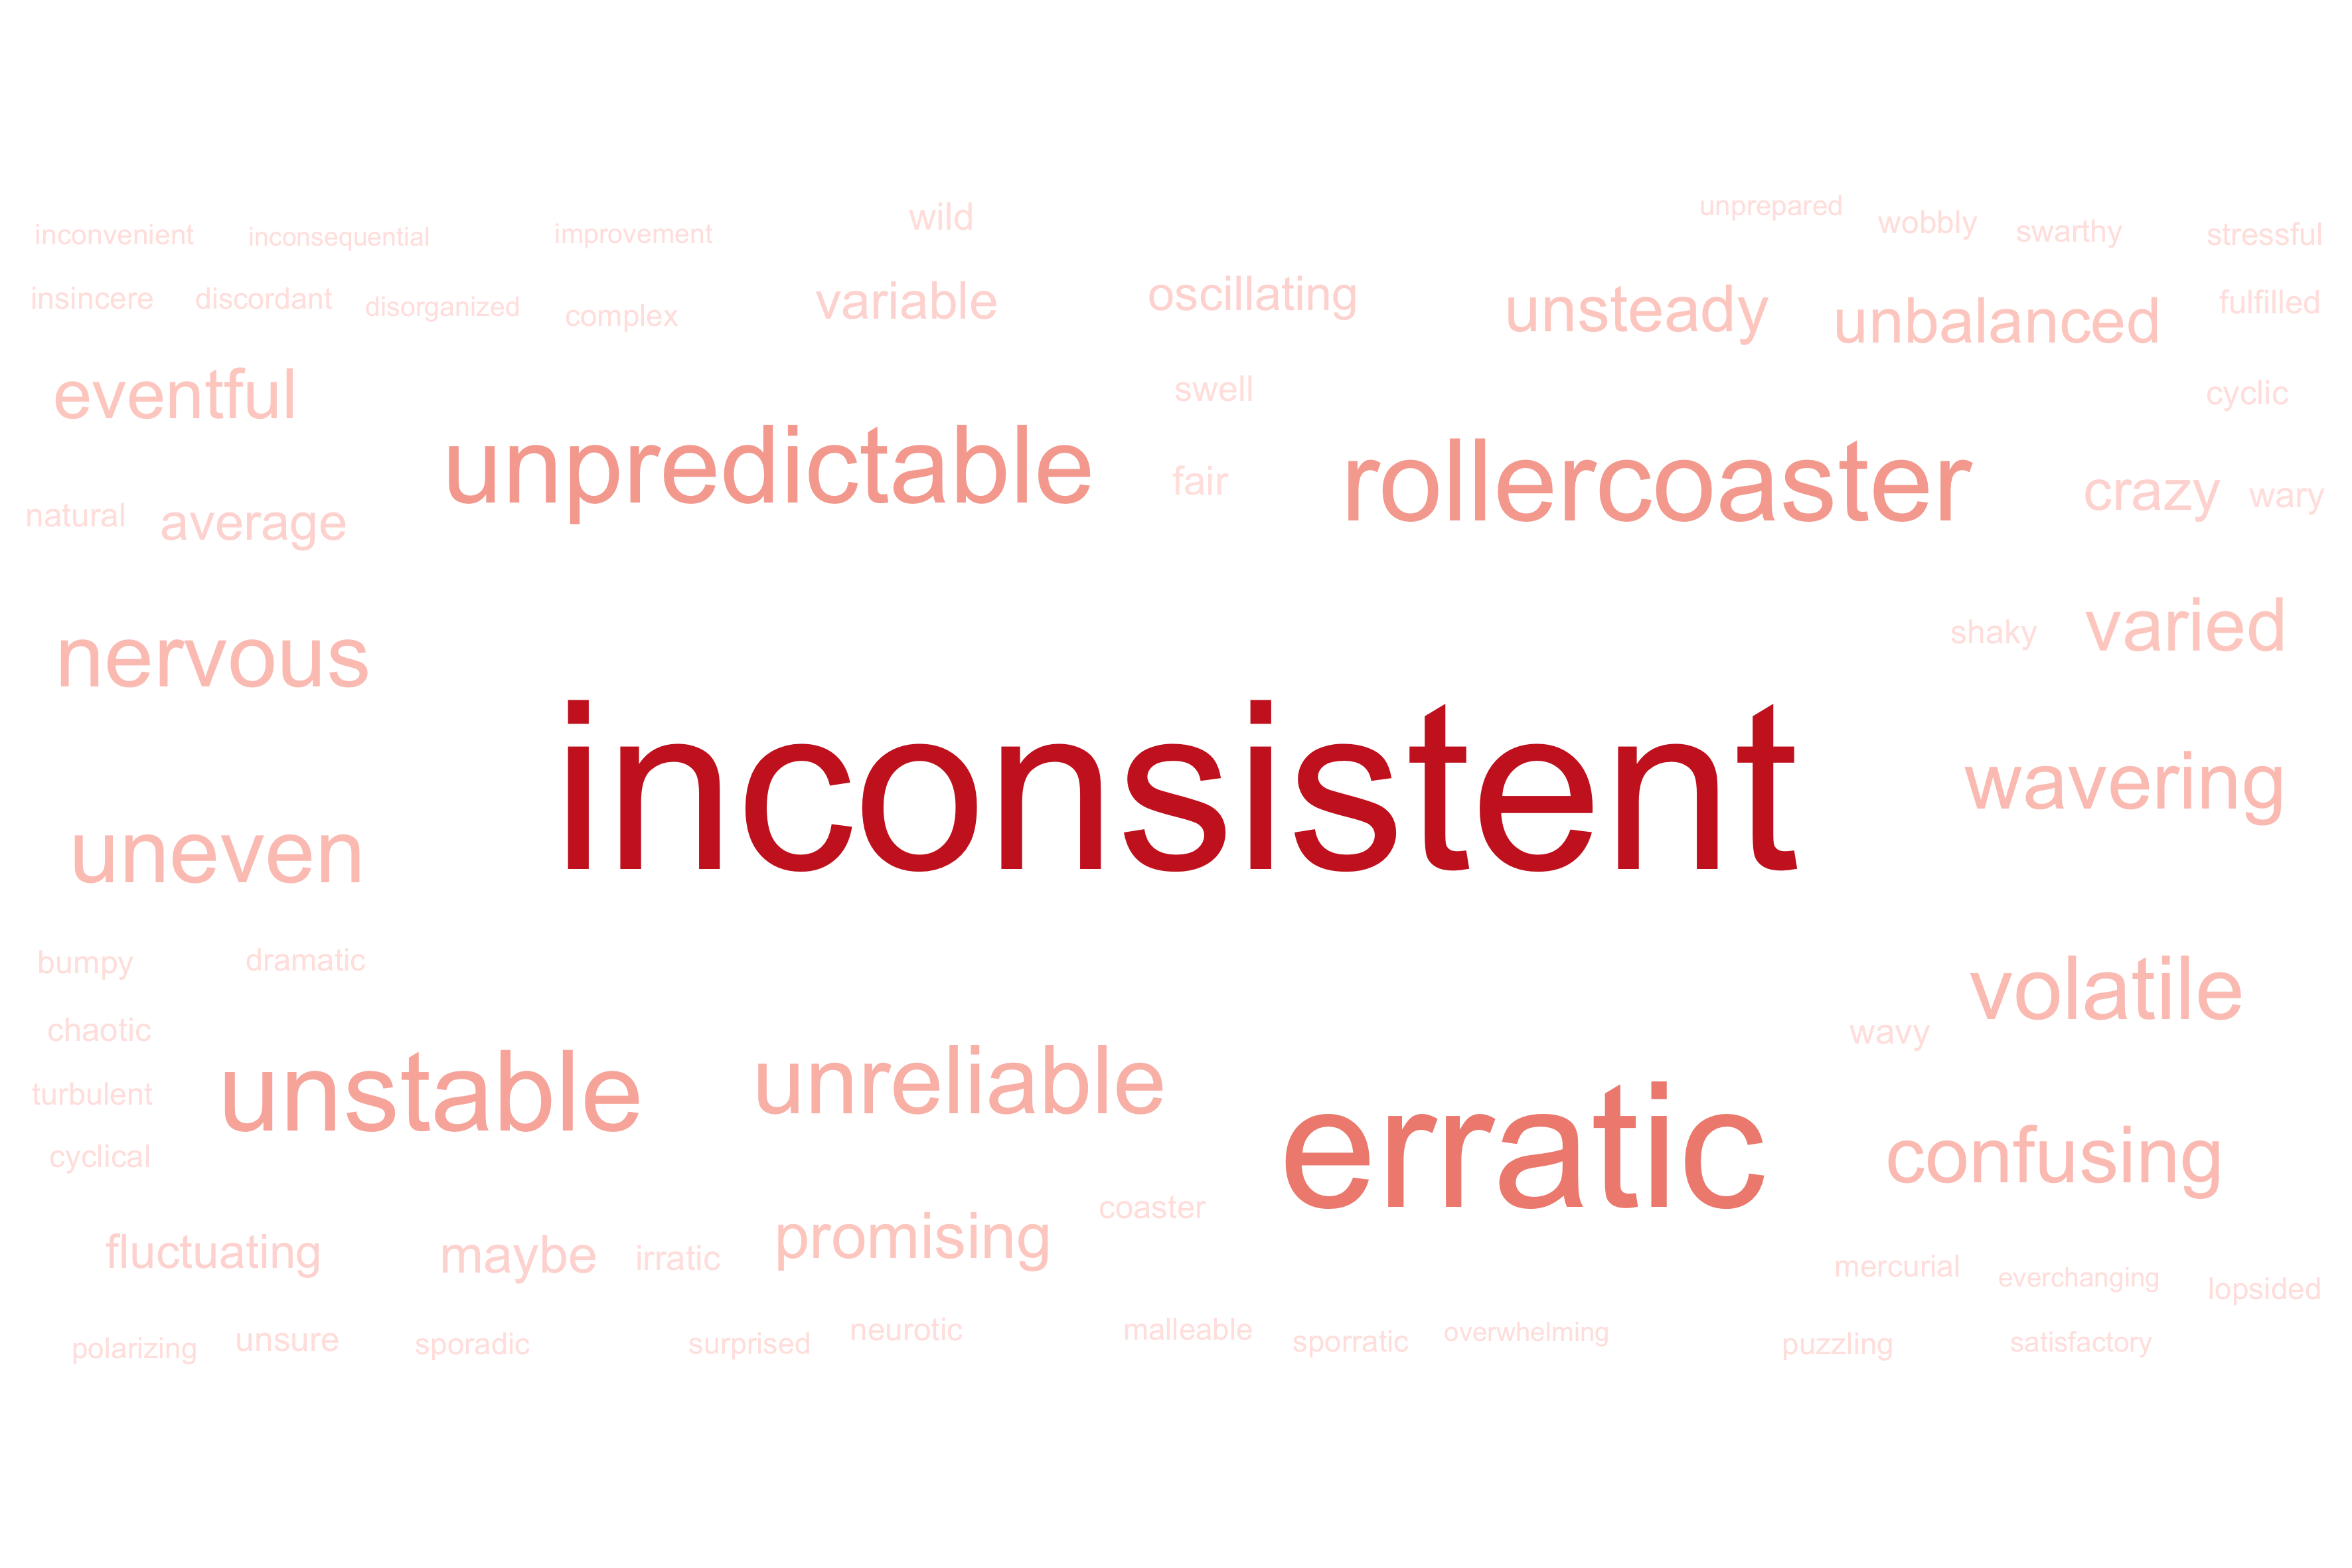 unprepared
wild
wobbly
swarthy
inconvenient
inconsequential
improvement
stressful
insincere
discordant
disorganized
complex
variable
oscillating
unsteady
unbalanced
fulfilled
eventful
swell
cyclic
unpredictable
fair
rollercoaster
crazy
wary
natural
average
nervous
shaky
varied
inconsistent
wavering
uneven
bumpy
dramatic
volatile
chaotic
wavy
unstable
unreliable
turbulent
erratic
confusing
cyclical
coaster
fluctuating
maybe
irratic
promising
mercurial
everchanging
lopsided
polarizing
unsure
sporadic
surprised
neurotic
malleable
sporratic
overwhelming
puzzling
satisfactory